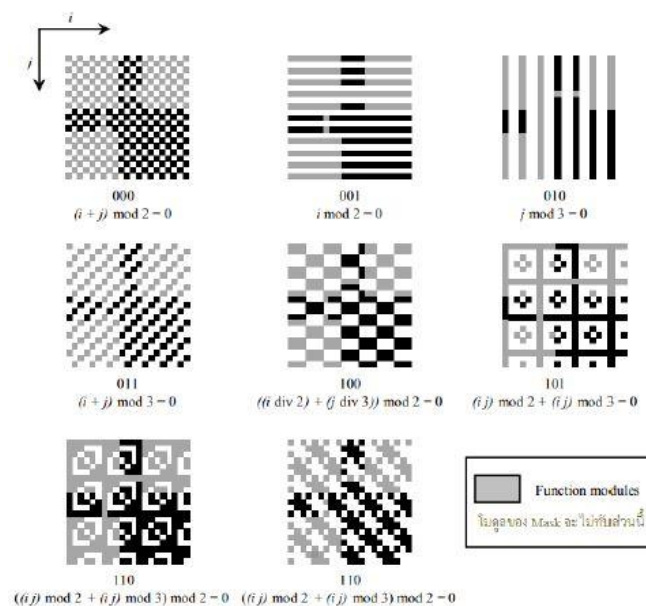 i
j
000
(i + j) mod 2 = 0
001
i mod 2 = 0
010
j mod 3 = 0
011
(i + j) mod 3 = 0
100
((i div 2) + (j div 3)) mod 2 = 0
101
(i j) mod 2 + (i j) mod 3 = 0
110
((i j) mod 2 + (i j) mod 3) mod 2 = 0
110
((i j) mod 2 + (i j) mod 3) mod 2 = 0
Function modules
โมดูลของ Mask จะไม่ทับส่วนนี้